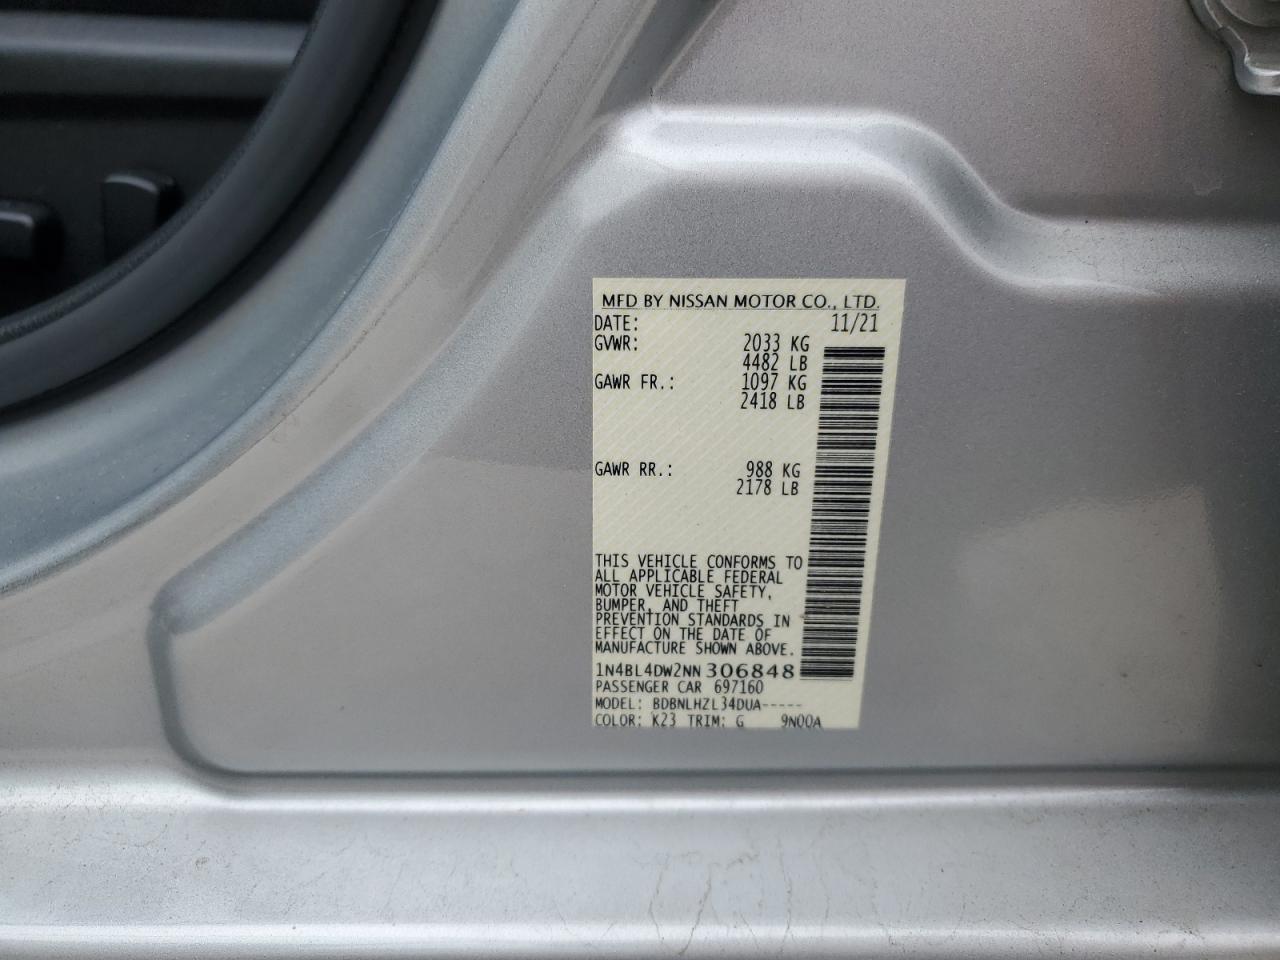 MFD BY NISSAN MOTOR CO., LTD.
DATE: 11/21
GVWR: 2033 KG
4482 LB
GAWR FR.: 1097 KG
2418 LB
GAWR RR.: 988 KG
2178 LB
THIS VEHICLE CONFORMS TO
ALL APPLICABLE FEDERAL
MOTOR VEHICLE SAFETY,
BUMPER, AND THEFT
PREVENTION STANDARDS IN
EFFECT ON THE DATE OF
MANUFACTURE SHOWN ABOVE.
1N4BL4DW2NN306848
PASSENGER CAR 697160
MODEL: BDBNLHZL34DUA-----
COLOR: K23 TRIM: G 9N00A